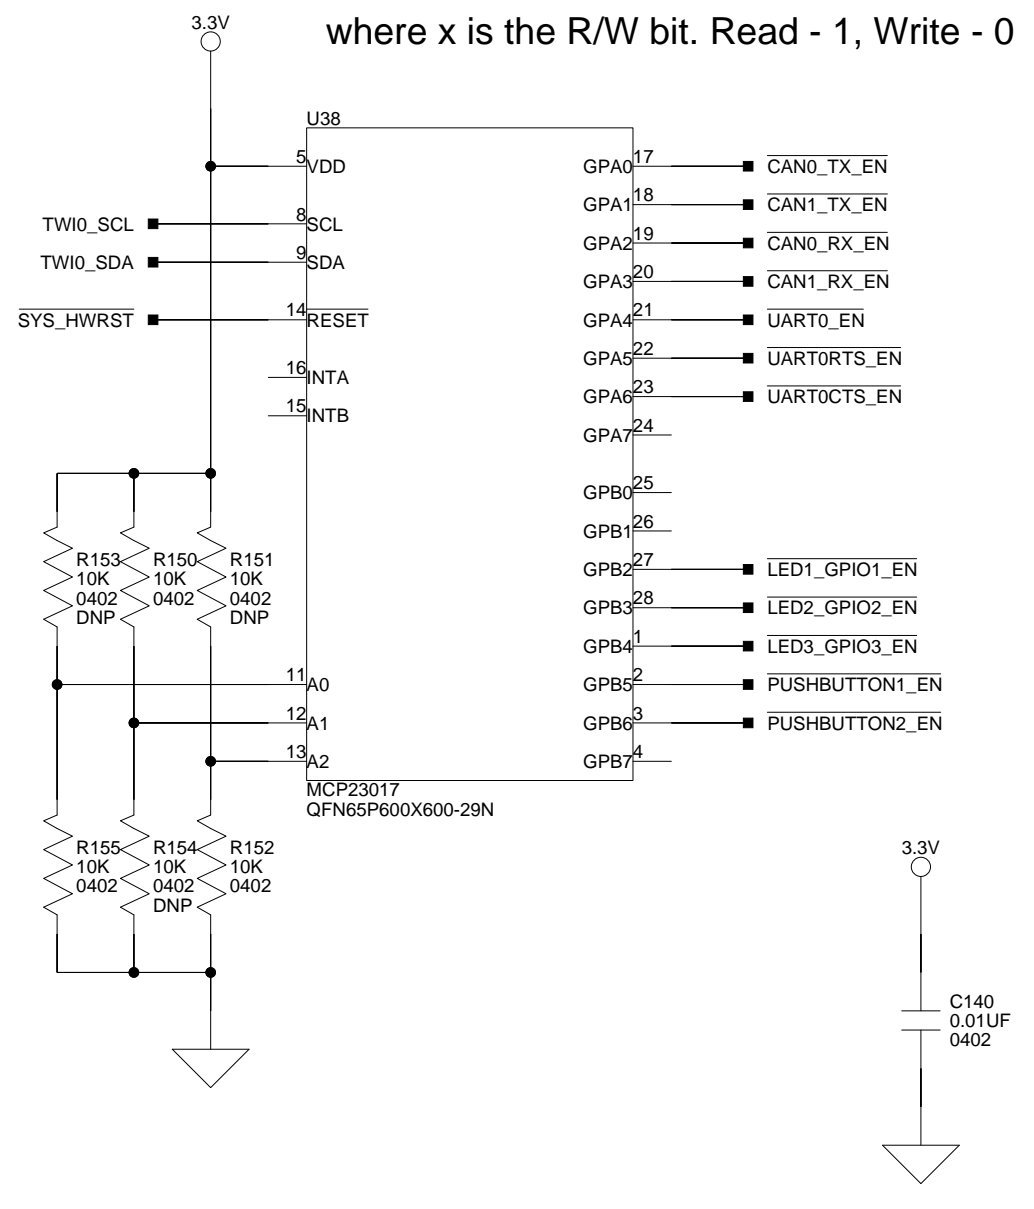 where x is the R/W bit. Read - 1, Write - 0
3.3V
U38
5 VDD
8 SCL
9 SDA
14 RESET
16 INTA
15 INTB
11 A0
12 A1
13 A2
TWI0_SCL
TWI0_SDA
SYS_HWRST
GPA0 17 CAN0_TX_EN
GPA1 18 CAN1_TX_EN
GPA2 19 CAN0_RX_EN
GPA3 20 CAN1_RX_EN
GPA4 21 UART0_EN
GPA5 22 UART0RTS_EN
GPA6 23 UART0CTS_EN
GPA7 24
GPB0 25
GPB1 26
GPB2 27 LED1_GPIO1_EN
GPB3 28 LED2_GPIO2_EN
GPB4 1 LED3_GPIO3_EN
GPB5 2 PUSHBUTTON1_EN
GPB6 3 PUSHBUTTON2_EN
GPB7 4
MCP23017
QFN65P600X600-29N
R153
10K
0402
DNP
R150
10K
0402
R151
10K
0402
DNP
R155
10K
0402
R154
10K
0402
DNP
R152
10K
0402
3.3V
C140
0.01UF
0402